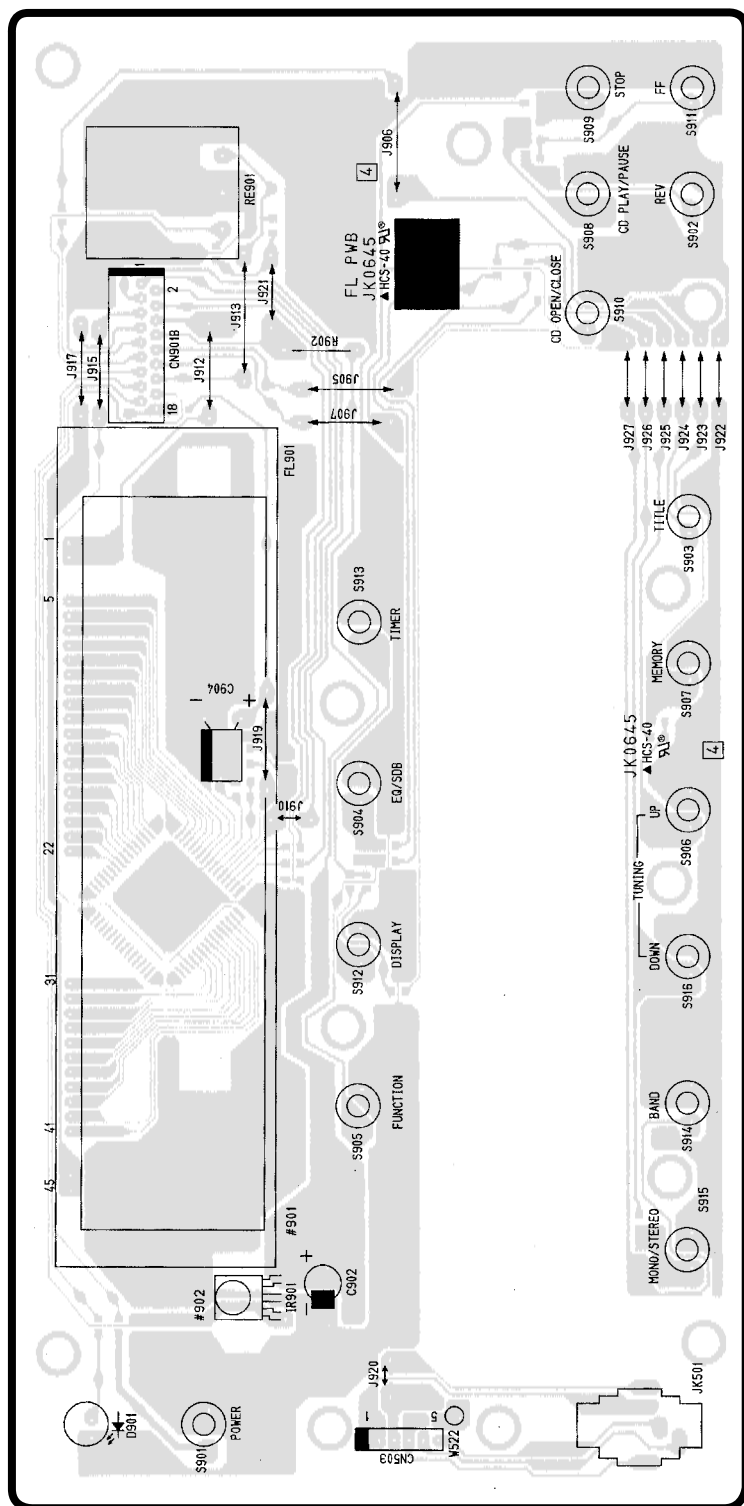 STOP
S909
FF
S911
J906
4
CD PLAY/PAUSE
S908
REV
S902
RE901
FL PWB
JK0645
▲HCS-40
CD OPEN/CLOSE
S910
1
2
CN901B
18
J917
J915
J912
J913
J921
R902
J905
J907
J927
J926
J925
J924
J923
J922
FL901
1
5
22
31
41
45
#901
S913
TIMER
C904
−
+
J919
J910
S904
EQ/SDB
S912
DISPLAY
S905
FUNCTION
TITLE
S903
MEMORY
S907
JK0645
▲HCS-40
4
UP
S906
TUNING
DOWN
S916
BAND
S914
MONO/STEREO
S915
#902
IR901
+
−
C902
D901
S901
POWER
J920
1
5
CN503
W522
JK501